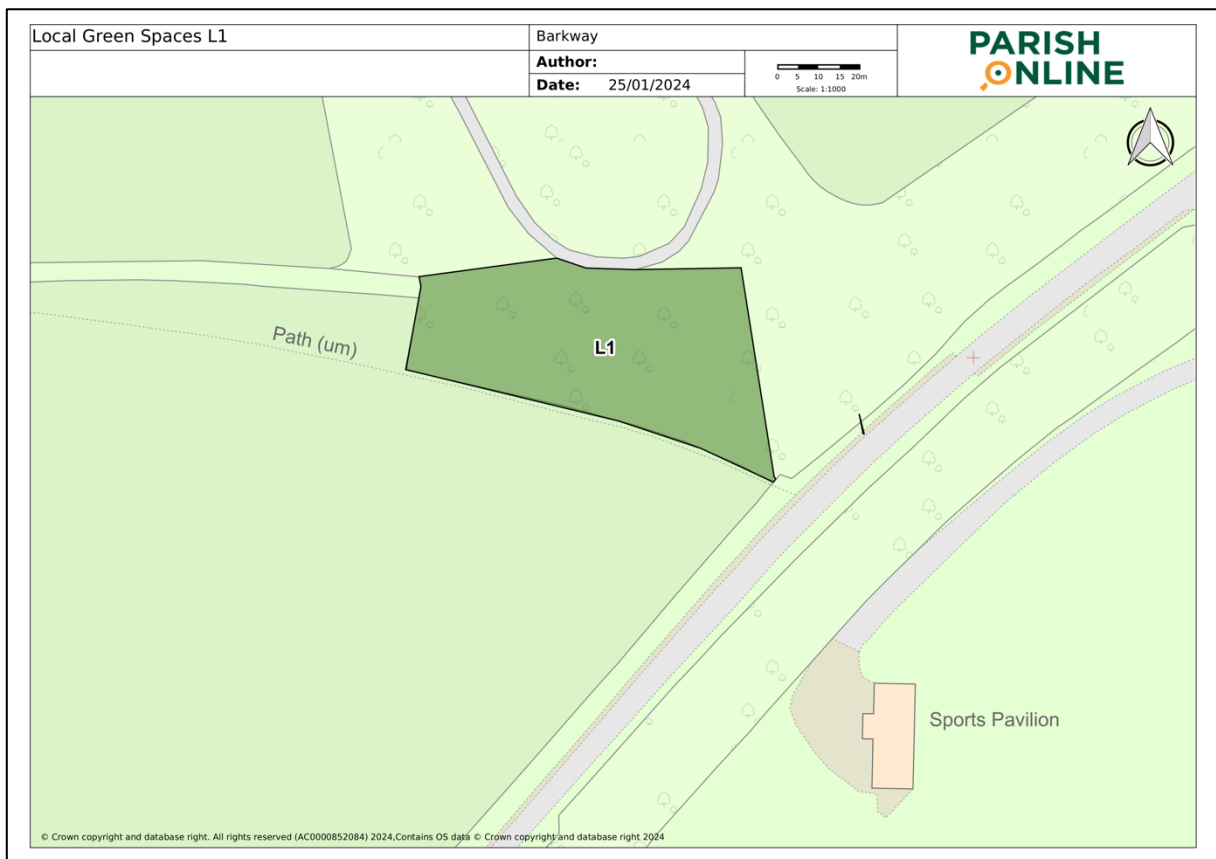 Local Green Spaces L1
Barkway
Author:
Date: 25/01/2024
0 5 10 15 20m
Scale: 1:1000
PARISH
ONLINE
Path (um)
L1
Sports Pavilion
© Crown copyright and database right. All rights reserved (AC0000852084) 2024,Contains OS data © Crown copyright and database right 2024